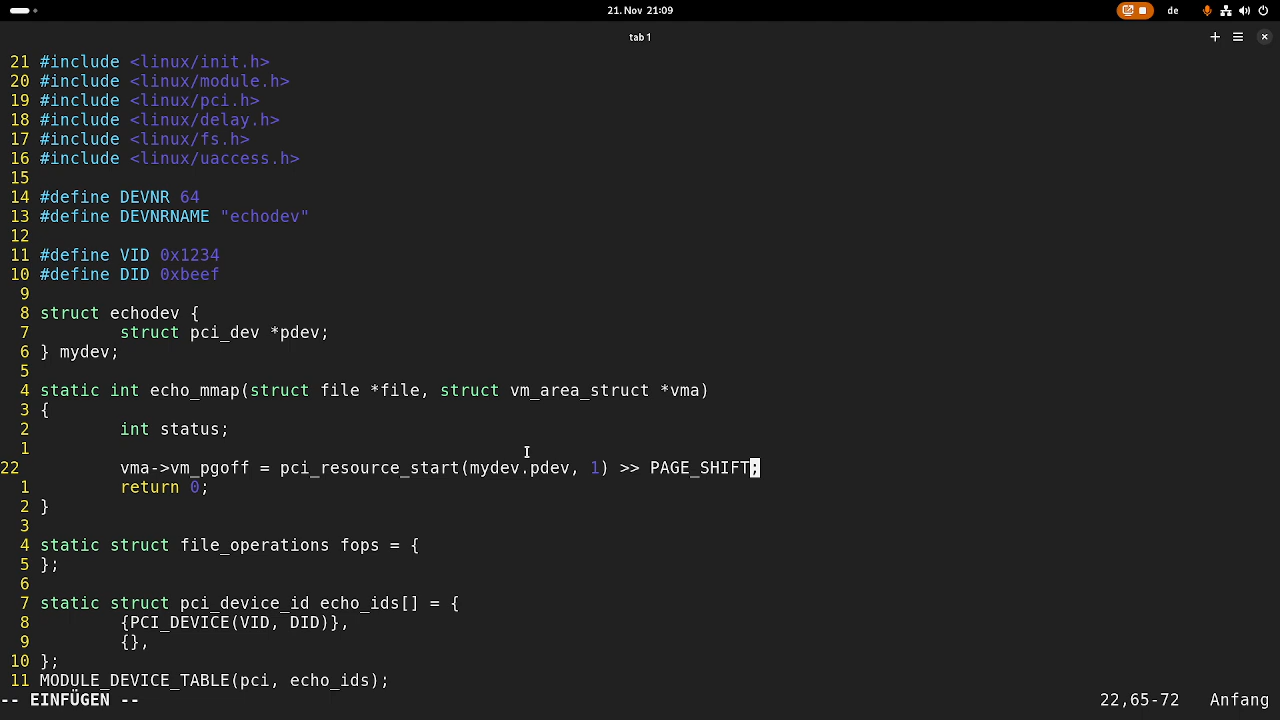 21. Nov 21:09
de
tab 1
21 #include <linux/init.h>
20 #include <linux/module.h>
19 #include <linux/pci.h>
18 #include <linux/delay.h>
17 #include <linux/fs.h>
16 #include <linux/uaccess.h>
15
14 #define DEVNR 64
13 #define DEVNRNAME "echodev"
12
11 #define VID 0x1234
10 #define DID 0xbeef
9
8 struct echodev {
7         struct pci_dev *pdev;
6 } mydev;
5
4 static int echo_mmap(struct file *file, struct vm_area_struct *vma)
3 {
2         int status;
1
22         vma->vm_pgoff = pci_resource_start(mydev.pdev, 1) >> PAGE_SHIFT;
1         return 0;
2 }
3
4 static struct file_operations fops = {
5 };
6
7 static struct pci_device_id echo_ids[] = {
8         {PCI_DEVICE(VID, DID)},
9         {},
10 };
11 MODULE_DEVICE_TABLE(pci, echo_ids);
-- EINFÜGEN -- 22,65-72 Anfang